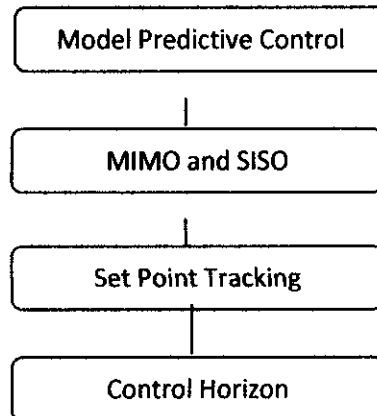 Model Predictive Control
MIMO and SISO
Set Point Tracking
Control Horizon